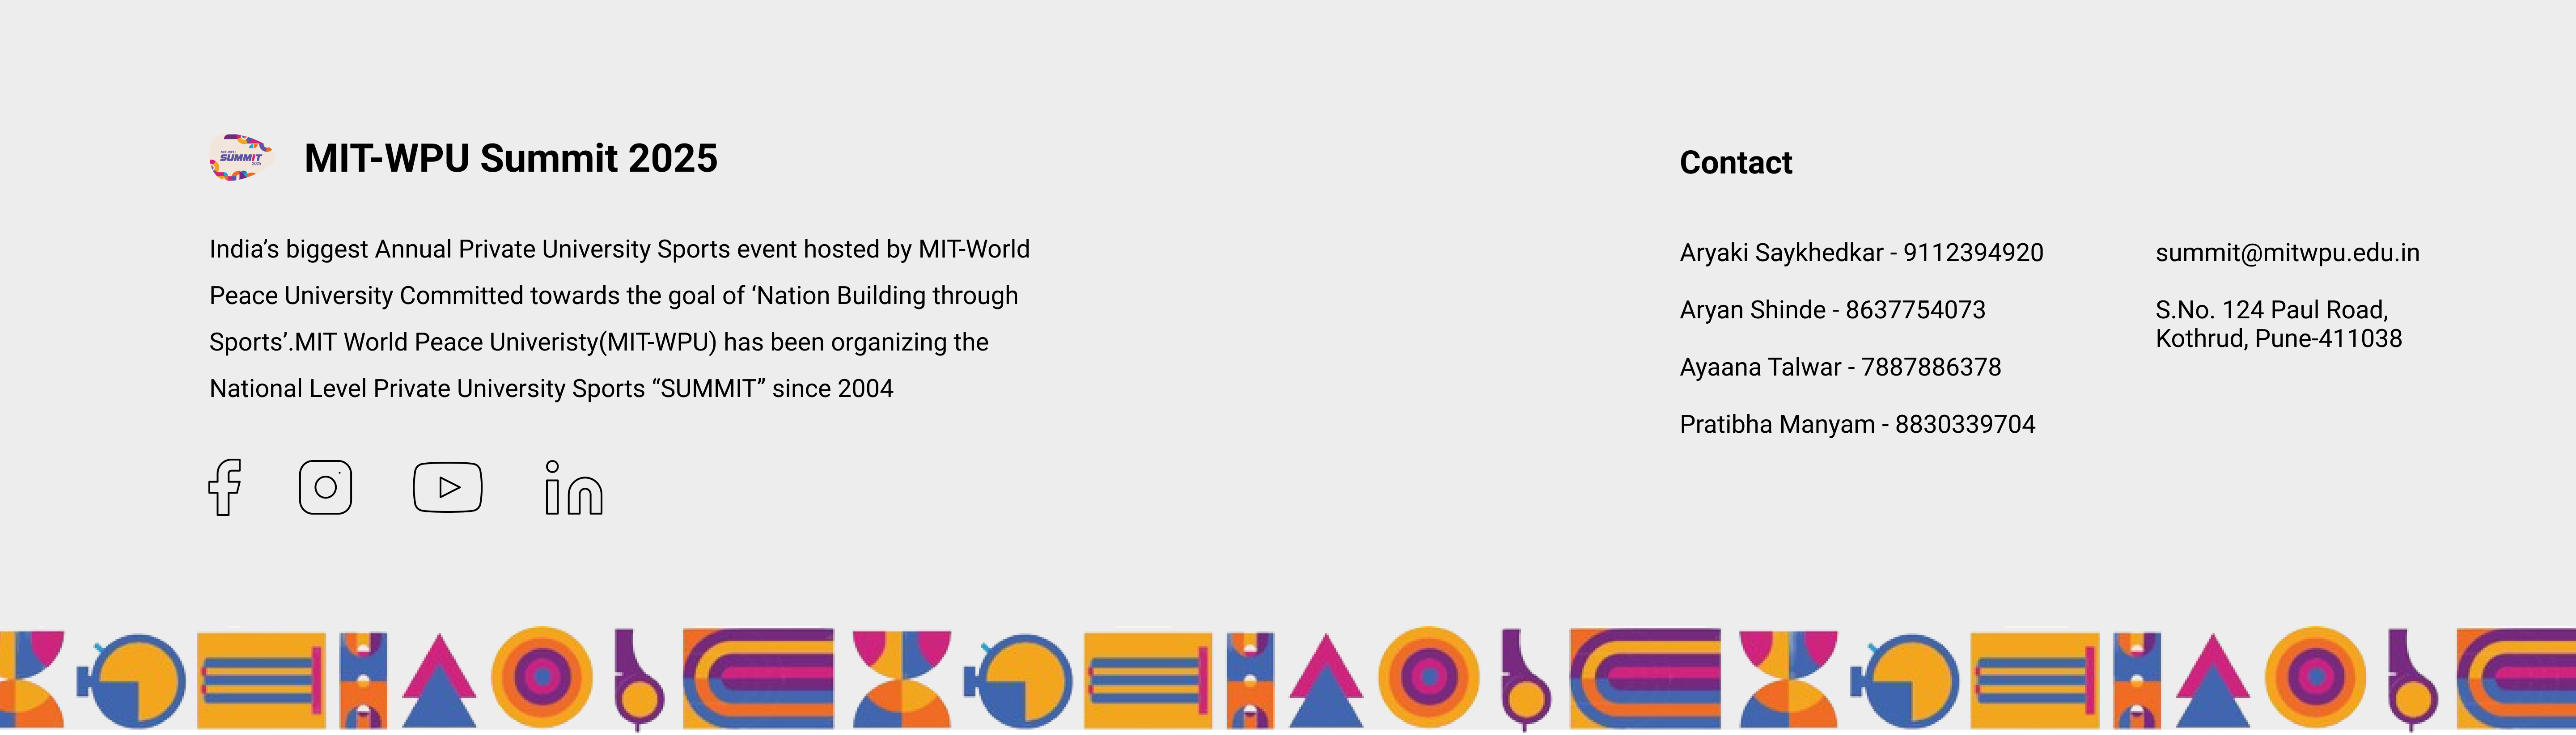 MIT-WPU
SUMMIT
2025
MIT-WPU Summit 2025
India’s biggest Annual Private University Sports event hosted by MIT-World
Peace University Committed towards the goal of ‘Nation Building through
Sports’.MIT World Peace Univeristy(MIT-WPU) has been organizing the
National Level Private University Sports “SUMMIT” since 2004
Contact
Aryaki Saykhedkar - 9112394920
Aryan Shinde - 8637754073
Ayaana Talwar - 7887886378
Pratibha Manyam - 8830339704
summit@mitwpu.edu.in
S.No. 124 Paul Road,
Kothrud, Pune-411038